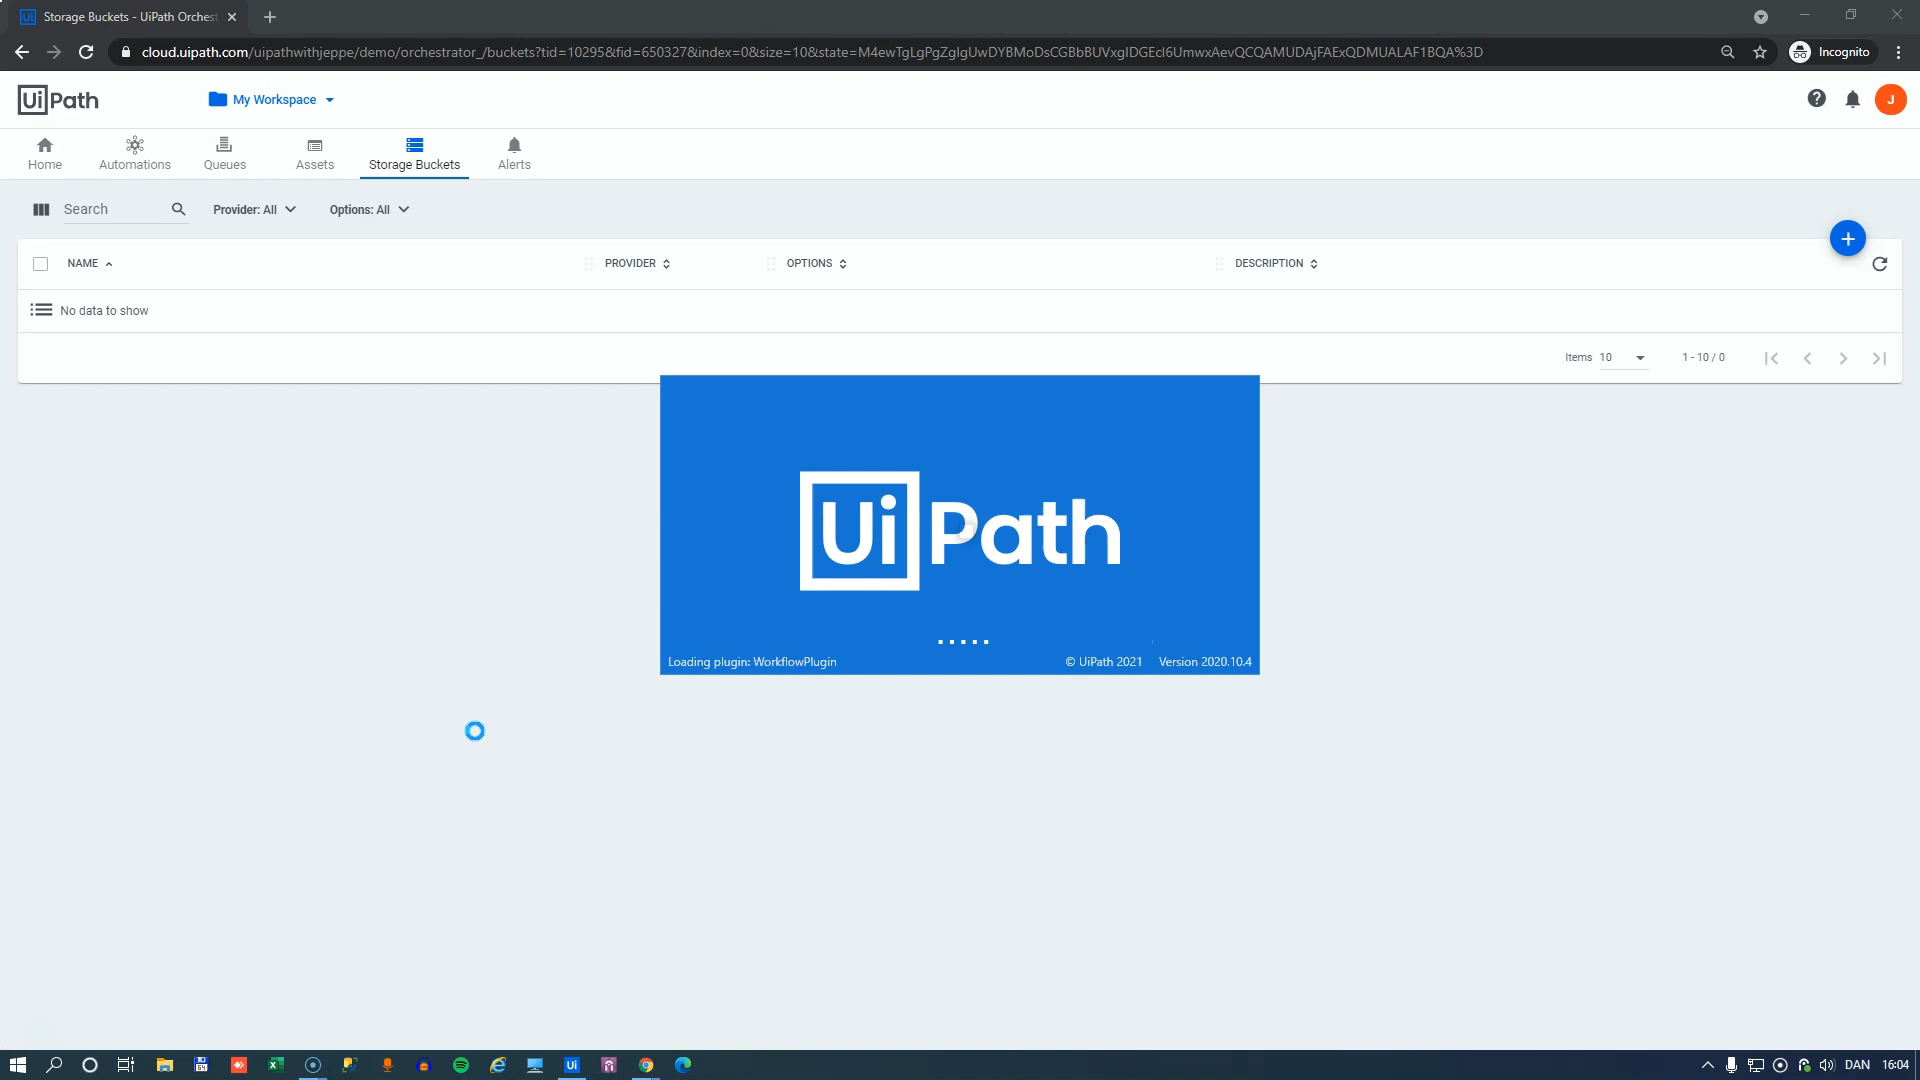 Storage Buckets - UiPath Orchest
cloud.uipath.com/uipathwithjeppe/demo/orchestrator_/buckets?tid=10295&fid=650327&index=0&size=10&state=M4ewTgLgPgZglgUwDYBMoDsCGBbBUVxgIDGEcl6UmwxAevQCQAMUDAjFAExQDMUALAF1BQA%3D
Incognito
UiPath
My Workspace
J
Home
Automations
Queues
Assets
Storage Buckets
Alerts
Search
Provider: All
Options: All
NAME
PROVIDER
OPTIONS
DESCRIPTION
No data to show
Items 10
1 - 10 / 0
UiPath
Loading plugin: WorkflowPlugin
© UiPath 2021
Version 2020.10.4
DAN
16:04